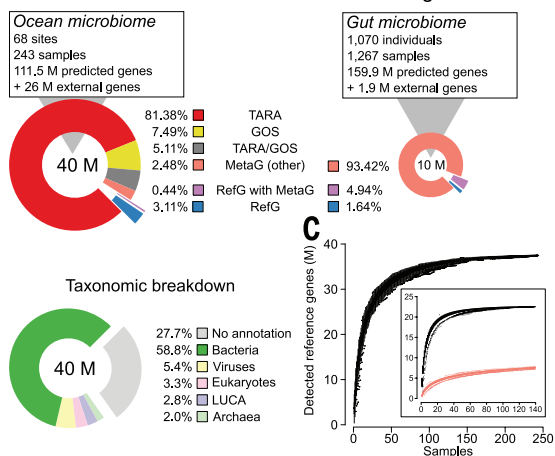 Ocean microbiome
68 sites
243 samples
111.5 M predicted genes
+ 26 M external genes
Gut microbiome
1,070 individuals
1,267 samples
159.9 M predicted genes
+ 1.9 M external genes
40 M
81.38% TARA
7.49% GOS
5.11% TARA/GOS
2.48% MetaG (other) 93.42%
0.44% RefG with MetaG 4.94%
3.11% RefG 1.64%
10 M
Taxonomic breakdown
40 M
27.7% No annotation
58.8% Bacteria
5.4% Viruses
3.3% Eukaryotes
2.8% LUCA
2.0% Archaea
C
Detected reference genes (M)
40
30
20
10
0
0 50 100 150 200 250
Samples
25
20
15
10
5
0
0 20 40 60 80 100 120 140